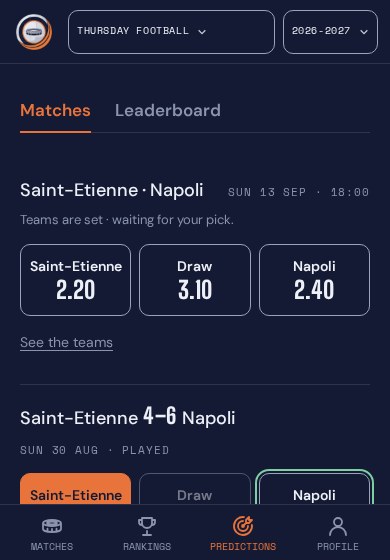 THURSDAY FOOTBALL 2026-2027
Matches Leaderboard
Saint-Etienne · Napoli SUN 13 SEP · 18:00
Teams are set · waiting for your pick.
Saint-Etienne Draw Napoli
2.20 3.10 2.40
See the teams
Saint-Etienne 4–6 Napoli
SUN 30 AUG · PLAYED
Saint-Etienne Draw Napoli
MATCHES RANKINGS PREDICTIONS PROFILE